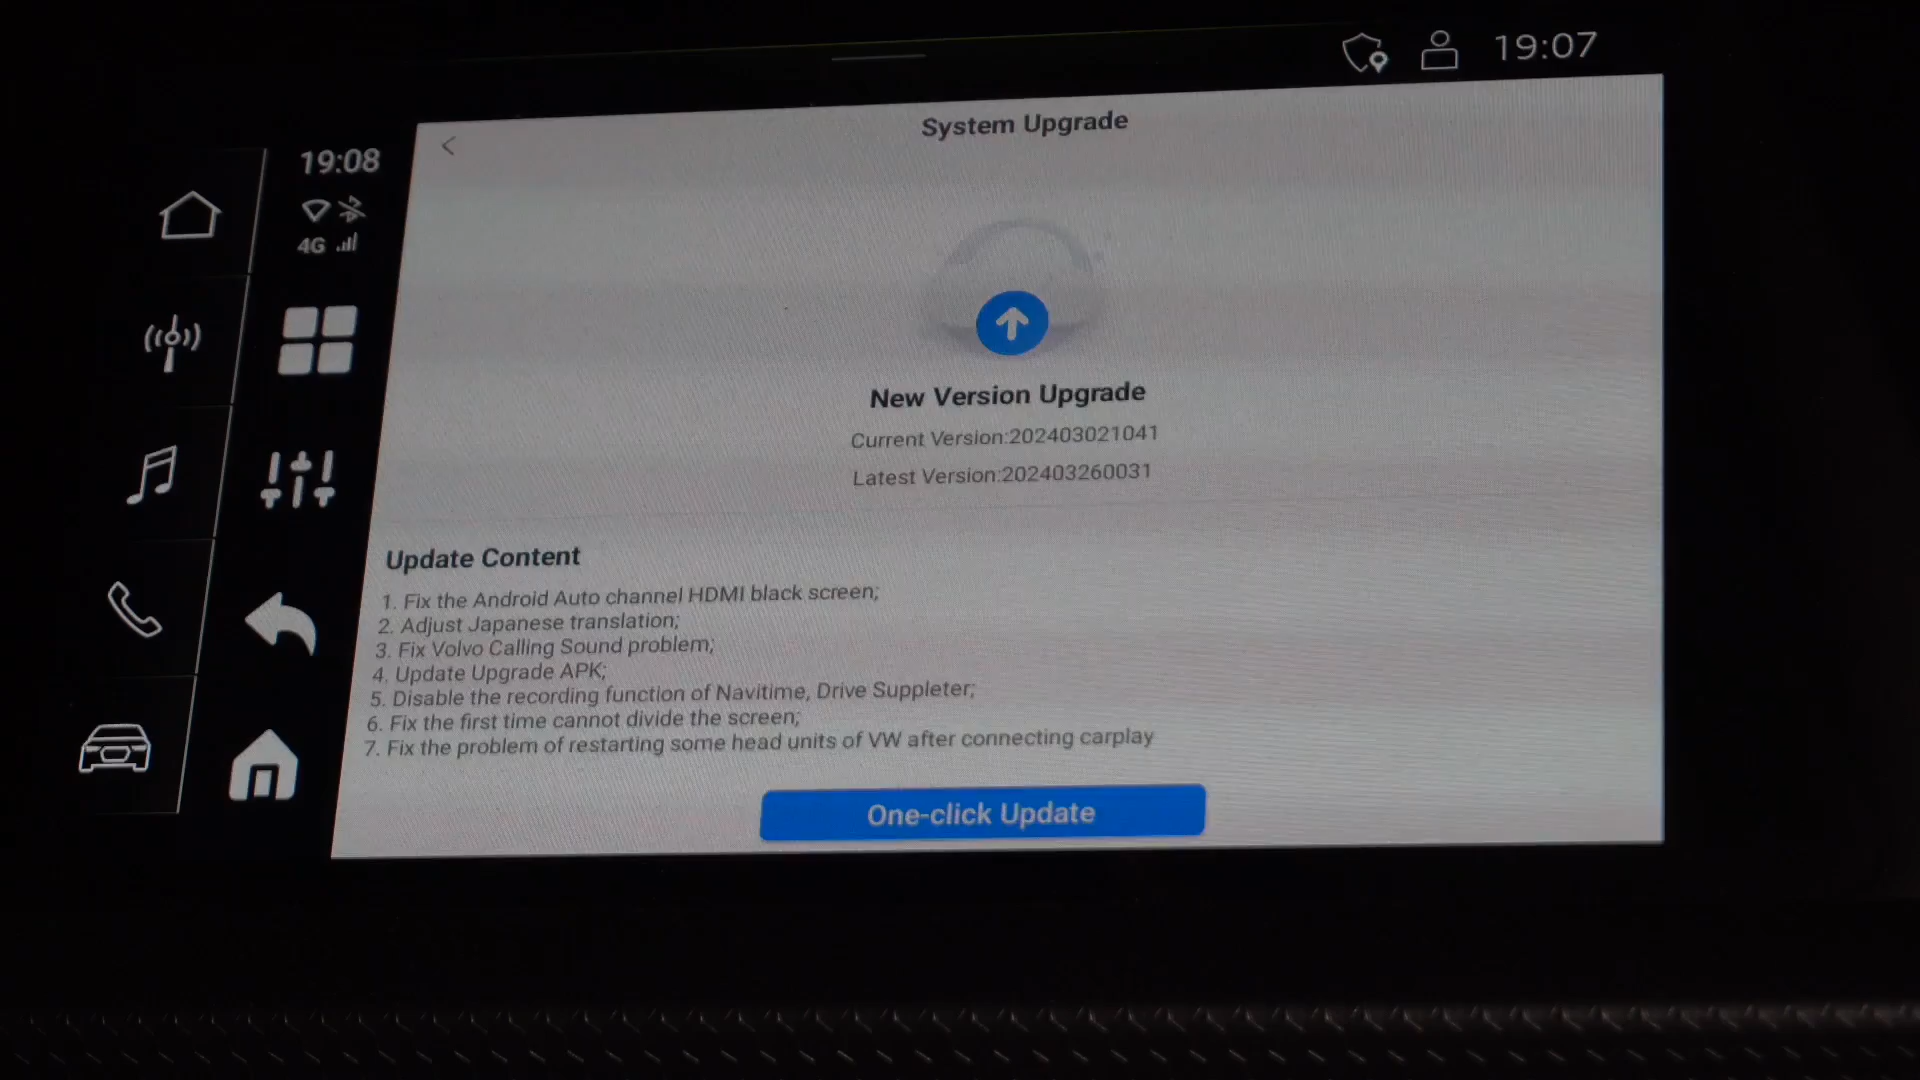 19:07
19:08
4G
System Upgrade
New Version Upgrade
Current Version:202403021041
Latest Version:202403260031
Update Content
1. Fix the Android Auto channel HDMI black screen;
2. Adjust Japanese translation;
3. Fix Volvo Calling Sound problem;
4. Update Upgrade APK;
5. Disable the recording function of Navitime, Drive Suppleter;
6. Fix the first time cannot divide the screen;
7. Fix the problem of restarting some head units of VW after connecting carplay
One-click Update